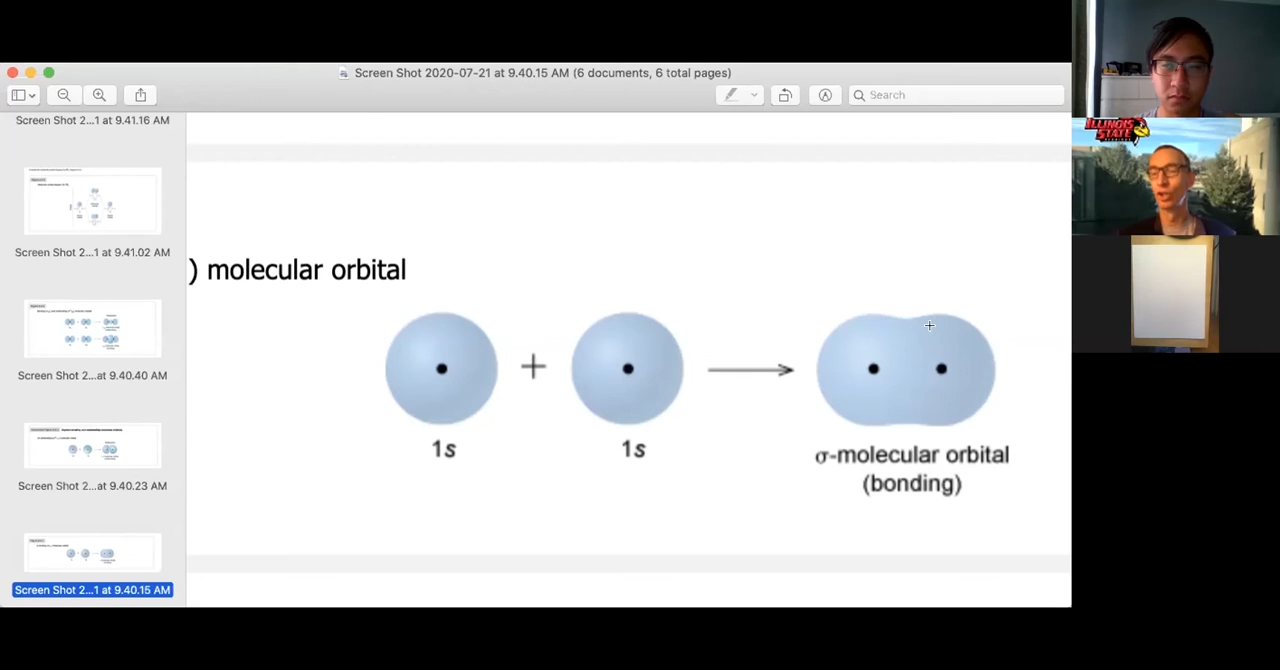 Screen Shot 2020-07-21 at 9.40.15 AM (6 documents, 6 total pages)
Search
Screen Shot 2...1 at 9.41.16 AM
Screen Shot 2...1 at 9.41.02 AM
Screen Shot 2...at 9.40.40 AM
Screen Shot 2...at 9.40.23 AM
Screen Shot 2...1 at 9.40.15 AM
) molecular orbital
+
1s
1s
σ-molecular orbital
(bonding)
ILLINOIS
STATE